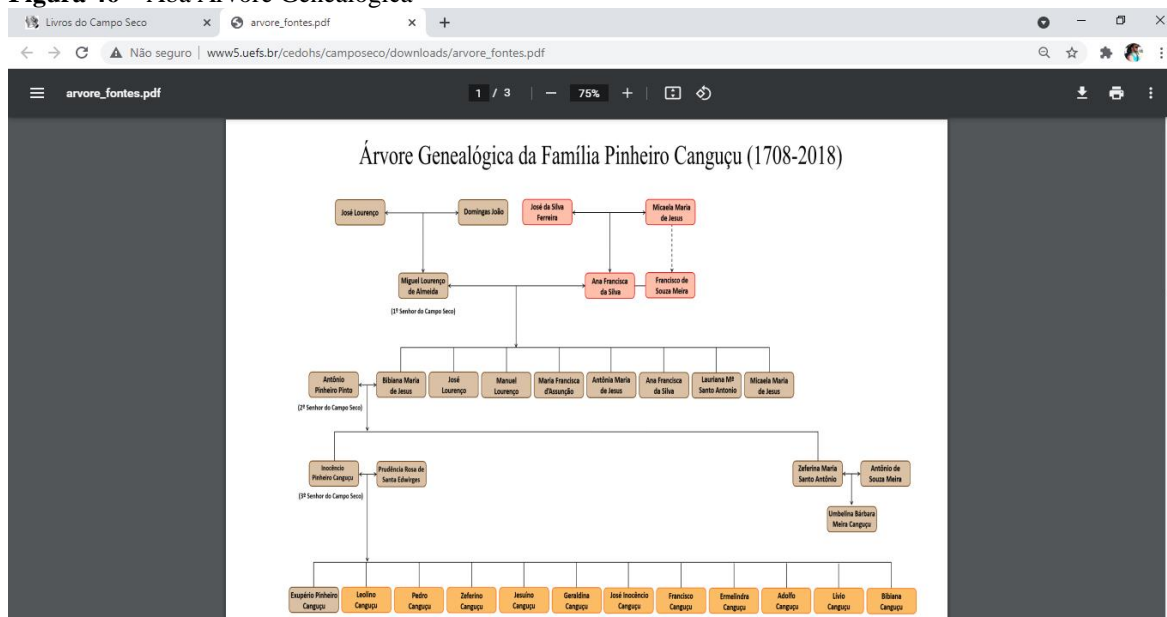 Figura 40 – Aba Árvore Genealógica
Livros do Campo Seco
arvore_fontes.pdf
Não seguro | www5.uefs.br/cedohs/camposeco/downloads/arvore_fontes.pdf
arvore_fontes.pdf
1 / 3
75%
Árvore Genealógica da Família Pinheiro Canguçu (1708-2018)
José Lourenço
Domingas João
José da Silva
Ferreira
Micaela Maria
de Jesus
Miguel Lourenço
de Almeida
(1º Senhor do Campo Seco)
Ana Francisca
da Silva
Francisco de
Souza Meira
Antônio
Pinheiro Pinto
(2º Senhor do Campo Seco)
Bibiana Maria
de Jesus
José
Lourenço
Manuel
Lourenço
Maria Francisca
d'Assunção
Antônia Maria
de Jesus
Ana Francisca
da Silva
Lauriana Mª
Santo Antonio
Micaela Maria
de Jesus
Inocêncio
Pinheiro Canguçu
(3º Senhor do Campo Seco)
Prudência Rosa de
Santa Edwirges
Zeferina Maria
Santo Antônio
Antônio de
Souza Meira
Umbelina Bárbara
Meira Canguçu
Exupério Pinheiro
Canguçu
Leolino
Canguçu
Pedro
Canguçu
Zeferino
Canguçu
Jesuíno
Canguçu
Geraldina
Canguçu
José Inocêncio
Canguçu
Francisco
Canguçu
Ermelindra
Canguçu
Adolfo
Canguçu
Lívio
Canguçu
Bibiana
Canguçu